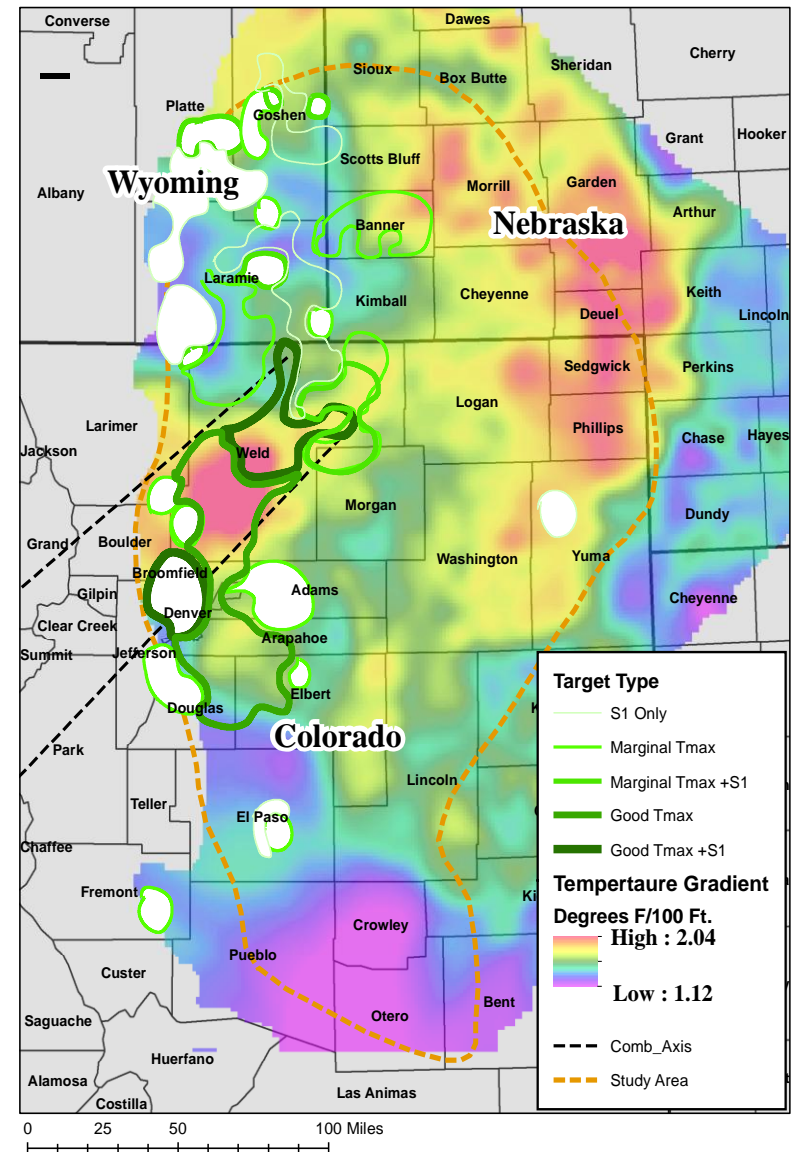 Converse
Dawes
Cherry
Sheridan
Sioux
Box Butte
Platte
Goshen
Grant
Hooker
Scotts Bluff
Wyoming
Morrill
Garden
Albany
Arthur
Banner
Nebraska
Laramie
Kimball
Cheyenne
Keith
Lincoln
Deuel
Sedgwick
Perkins
Logan
Larimer
Phillips
Chase
Hayes
Jackson
Weld
Morgan
Dundy
Grand
Boulder
Washington
Yuma
Broomfield
Gilpin
Adams
Cheyenne
Denver
Clear Creek
Arapahoe
Summit
Jefferson
Elbert
Douglas
Colorado
Park
Lincoln
Teller
El Paso
Chaffee
Fremont
Crowley
Pueblo
Custer
Bent
Otero
Saguache
Huerfano
Alamosa
Las Animas
Costilla
Target Type
S1 Only
Marginal Tmax
Marginal Tmax +S1
Good Tmax
Good Tmax +S1
Tempertaure Gradient
Degrees F/100 Ft.
High : 2.04
Low : 1.12
Comb_Axis
Study Area
0 25 50 100 Miles